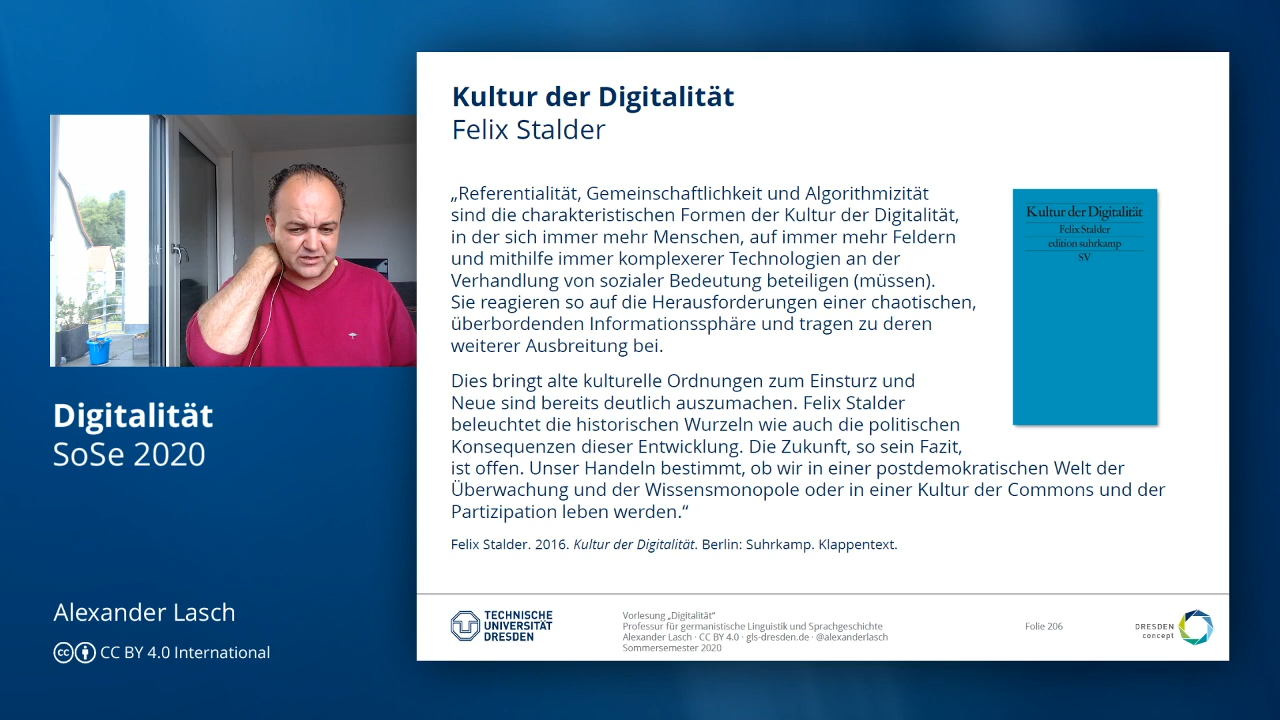 Kultur der Digitalität
Felix Stalder
„Referentialität, Gemeinschaftlichkeit und Algorithmizität
sind die charakteristischen Formen der Kultur der Digitalität,
in der sich immer mehr Menschen, auf immer mehr Feldern
und mithilfe immer komplexerer Technologien an der
Verhandlung von sozialer Bedeutung beteiligen (müssen).
Sie reagieren so auf die Herausforderungen einer chaotischen,
überbordenden Informationssphäre und tragen zu deren
weiterer Ausbreitung bei.
Dies bringt alte kulturelle Ordnungen zum Einsturz und
Neue sind bereits deutlich auszumachen. Felix Stalder
beleuchtet die historischen Wurzeln wie auch die politischen
Konsequenzen dieser Entwicklung. Die Zukunft, so sein Fazit,
ist offen. Unser Handeln bestimmt, ob wir in einer postdemokratischen Welt der
Überwachung und der Wissensmonopole oder in einer Kultur der Commons und der
Partizipation leben werden.“
Felix Stalder. 2016. Kultur der Digitalität. Berlin: Suhrkamp. Klappentext.
Kultur der Digitalität
Felix Stalder
edition suhrkamp
SV
Digitalität
SoSe 2020
Alexander Lasch
cc CC BY 4.0 International
TECHNISCHE
UNIVERSITÄT
DRESDEN
Vorlesung „Digitalität“
Professur für germanistische Linguistik und Sprachgeschichte
Alexander Lasch · CC BY 4.0 · gls-dresden.de · @alexanderlasch
Sommersemester 2020
Folie 206
DRESDEN
concept